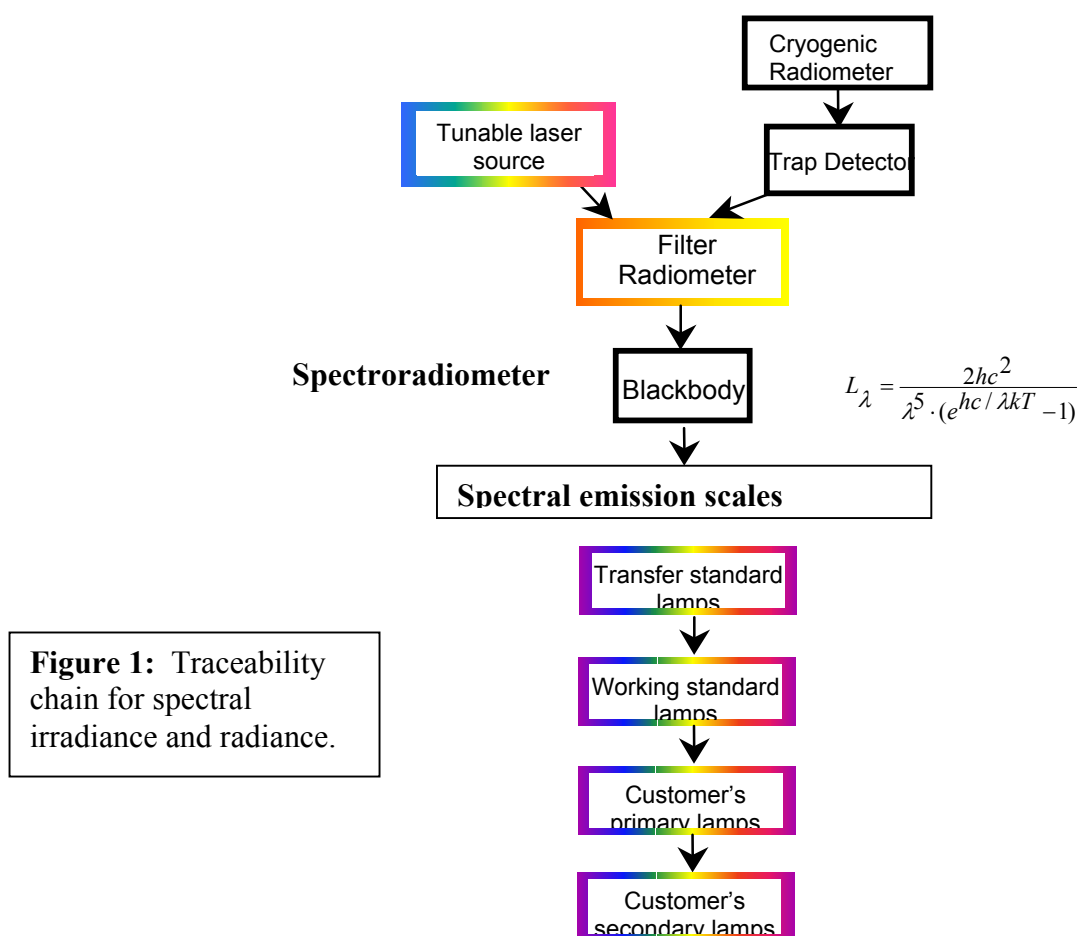 Cryogenic
Radiometer
Tunable laser
source
Trap Detector
Filter
Radiometer
Spectroradiometer
Blackbody
L_λ = 2hc^2 / λ^5 · (e^{hc / λkT} – 1)
Spectral emission scales
Transfer standard
lamps
Working standard
lamps
Figure 1: Traceability
chain for spectral
irradiance and radiance.
Customer's
primary lamps
Customer's
secondary lamps